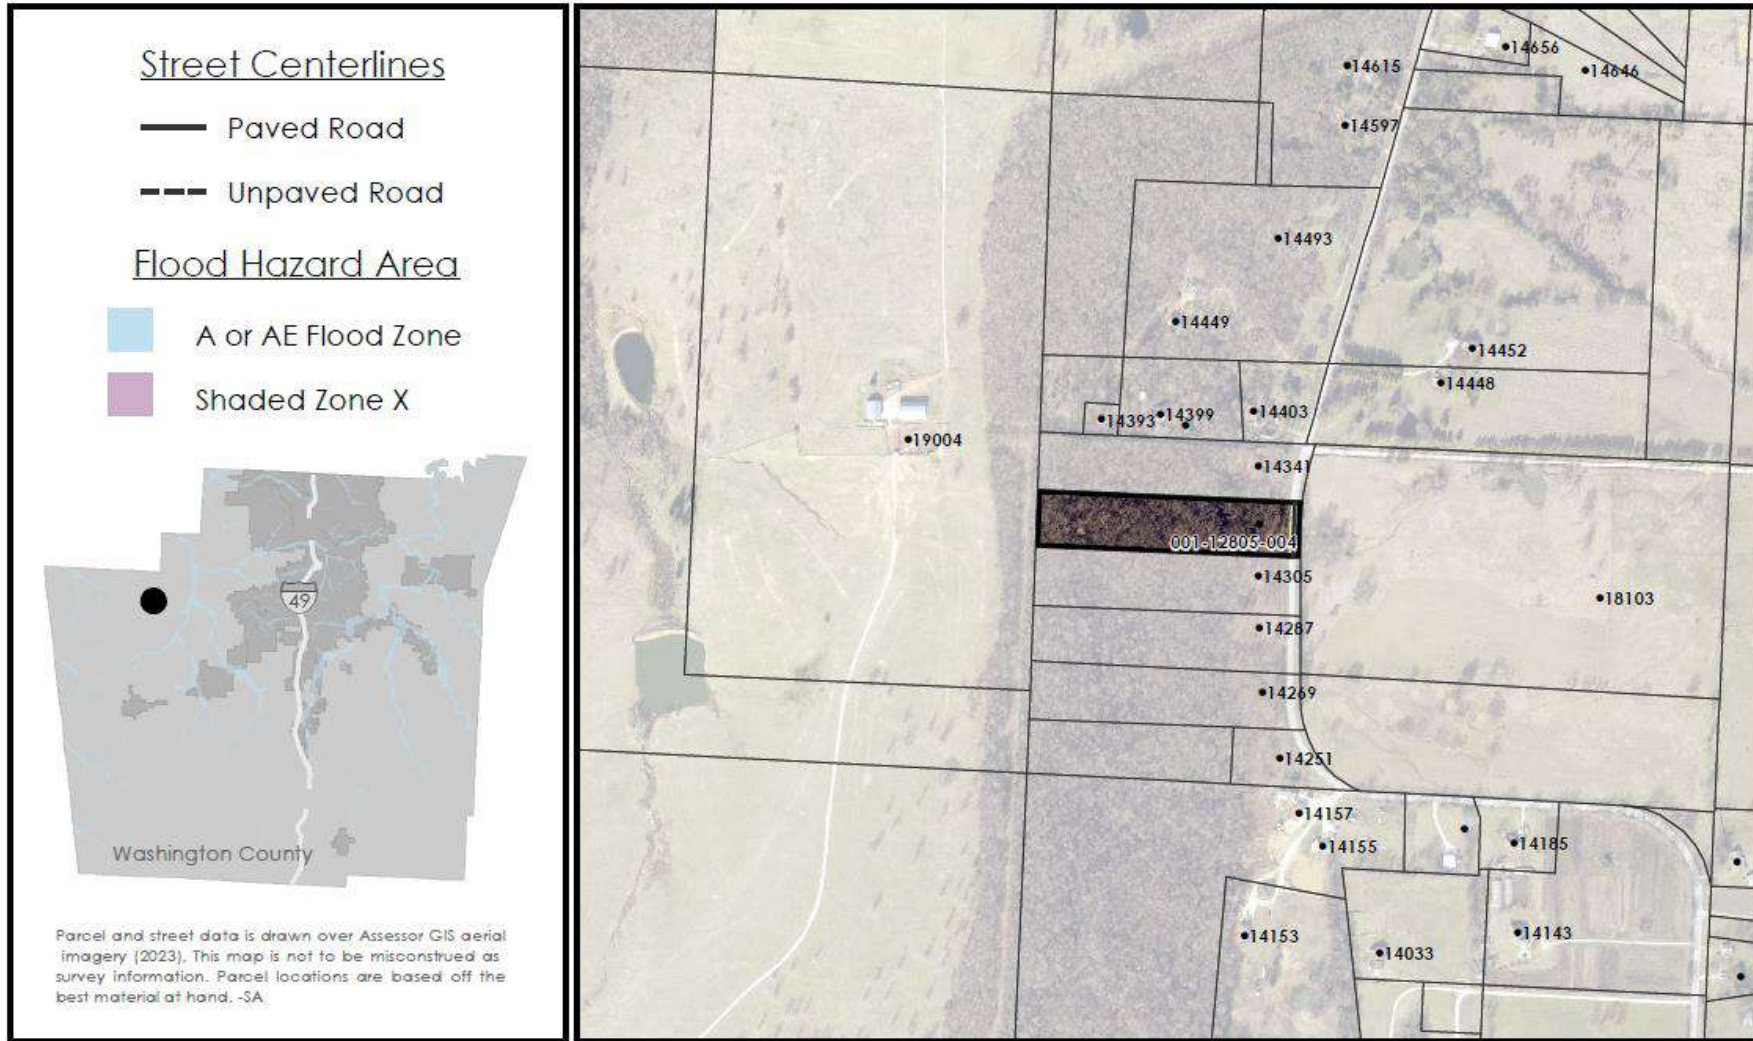 Street Centerlines
Paved Road
Unpaved Road
Flood Hazard Area
A or AE Flood Zone
Shaded Zone X
49
Washington County
Parcel and street data is drawn over Assessor GIS aerial
imagery (2023). This map is not to be misconstrued as
survey information. Parcel locations are based off the
best material at hand. -SA
14656
14615
14646
14597
14493
14449
14452
14448
14393
14399
14403
19004
14341
001-12805-004
14305
18103
14287
14269
14251
14157
14155
14185
14153
14143
14033